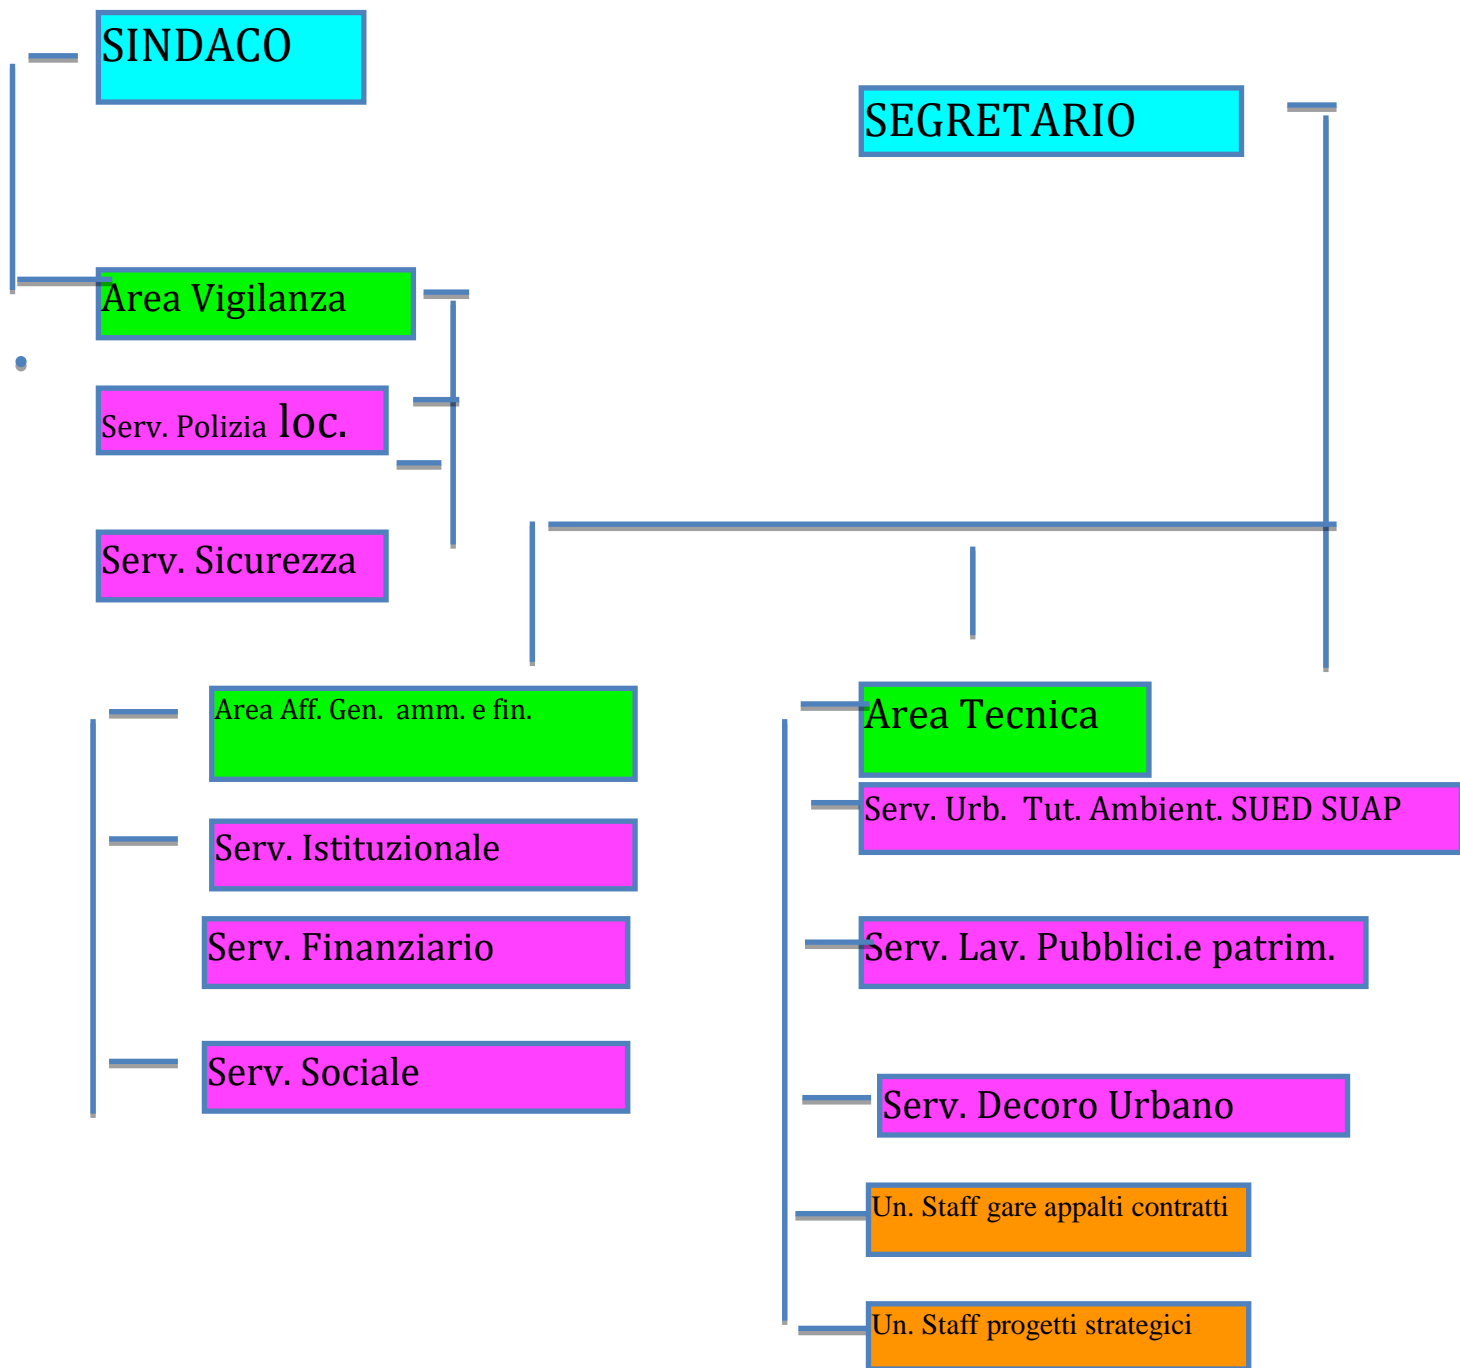 SINDACO
SEGRETARIO
Area Vigilanza
Serv. Polizia loc.
Serv. Sicurezza
Area Aff. Gen. amm. e fin.
Serv. Istituzionale
Serv. Finanziario
Serv. Sociale
Area Tecnica
Serv. Urb. Tut. Ambient. SUED SUAP
Serv. Lav. Pubblici.e patrim.
Serv. Decoro Urbano
Un. Staff gare appalti contratti
Un. Staff progetti strategici